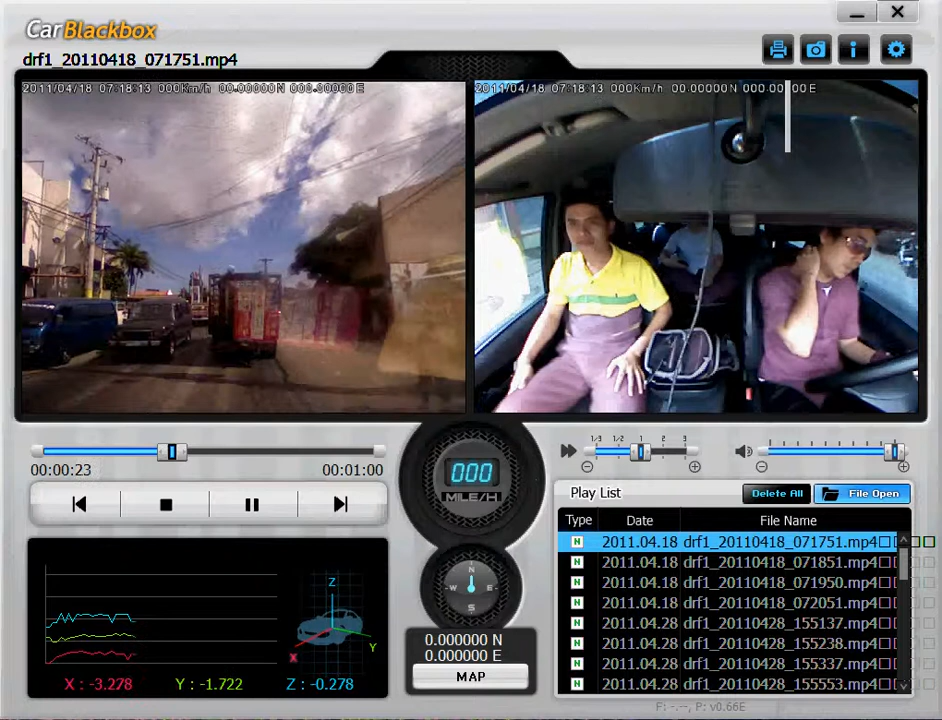 CarBlackbox
drf1_20110418_071751.mp4
2011/04/18 07:18:13 000Km/h 00.00000N 000.00000E
2011/04/18 07:18:13 000Km/h 00.00000N 000.00 E
00:00:23
00:01:00
1/3 1/2 1 2 3
000
MILE/H
N
W E
S
0.000000 N
0.000000 E
MAP
Z
X
Y
X : -3.278 Y : -1.722 Z : -0.278
Play List
Delete All
File Open
Type Date File Name
N 2011.04.18 drf1_20110418_071751.mp4
N 2011.04.18 drf1_20110418_071851.mp4
N 2011.04.18 drf1_20110418_071950.mp4
N 2011.04.18 drf1_20110418_072051.mp4
N 2011.04.28 drf1_20110428_155137.mp4
N 2011.04.28 drf1_20110428_155238.mp4
N 2011.04.28 drf1_20110428_155337.mp4
N 2011.04.28 drf1_20110428_155553.mp4
F: -.--, P: v0.66E